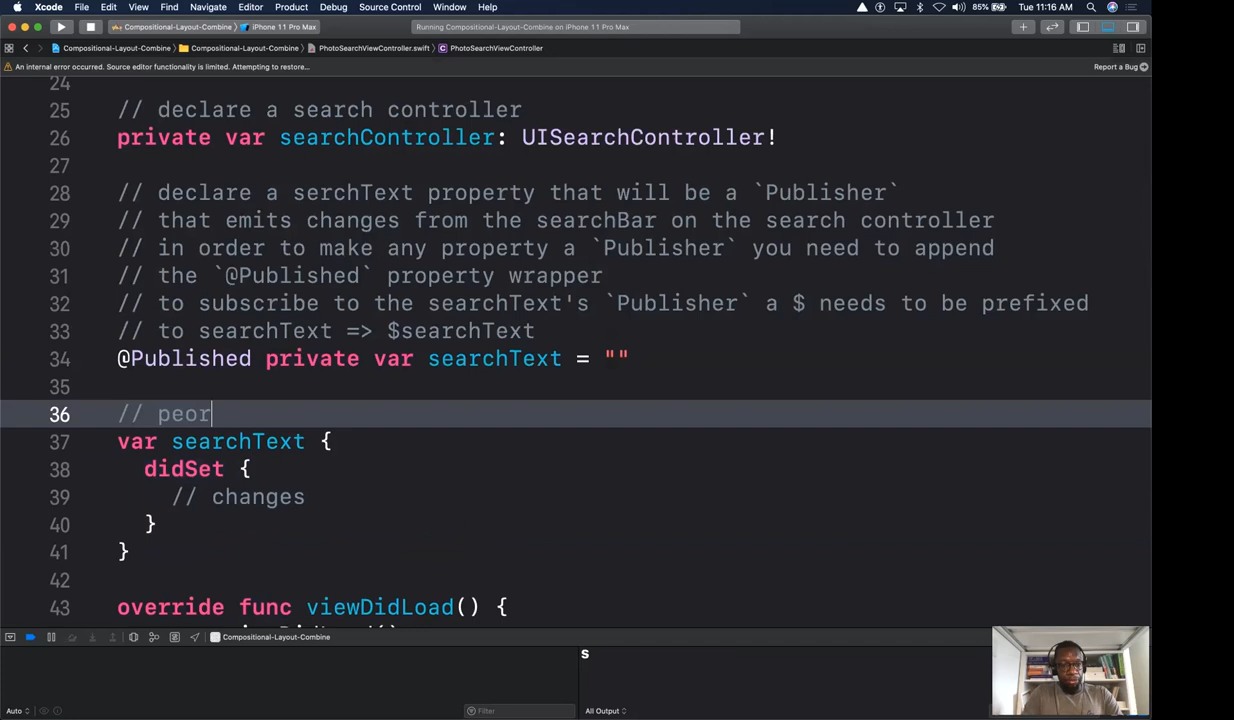 Xcode File Edit View Find Navigate Editor Product Debug Source Control Window Help 85% Tue 11:16 AM
Compositional-Layout-Combine iPhone 11 Pro Max Running Compositional-Layout-Combine on iPhone 11 Pro Max
Compositional-Layout-Combine Compositional-Layout-Combine PhotoSearchViewController.swift C PhotoSearchViewController
An internal error occurred. Source editor functionality is limited. Attempting to restore... Report a Bug
24
25 // declare a search controller
26 private var searchController: UISearchController!
27
28 // declare a serchText property that will be a `Publisher`
29 // that emits changes from the searchBar on the search controller
30 // in order to make any property a `Publisher` you need to append
31 // the `@Published` property wrapper
32 // to subscribe to the searchText's `Publisher` a $ needs to be prefixed
33 // to searchText => $searchText
34 @Published private var searchText = ""
35
36 // peor
37 var searchText {
38 didSet {
39 // changes
40 }
41 }
42
43 override func viewDidLoad() {
Compositional-Layout-Combine
s
Auto Filter All Output